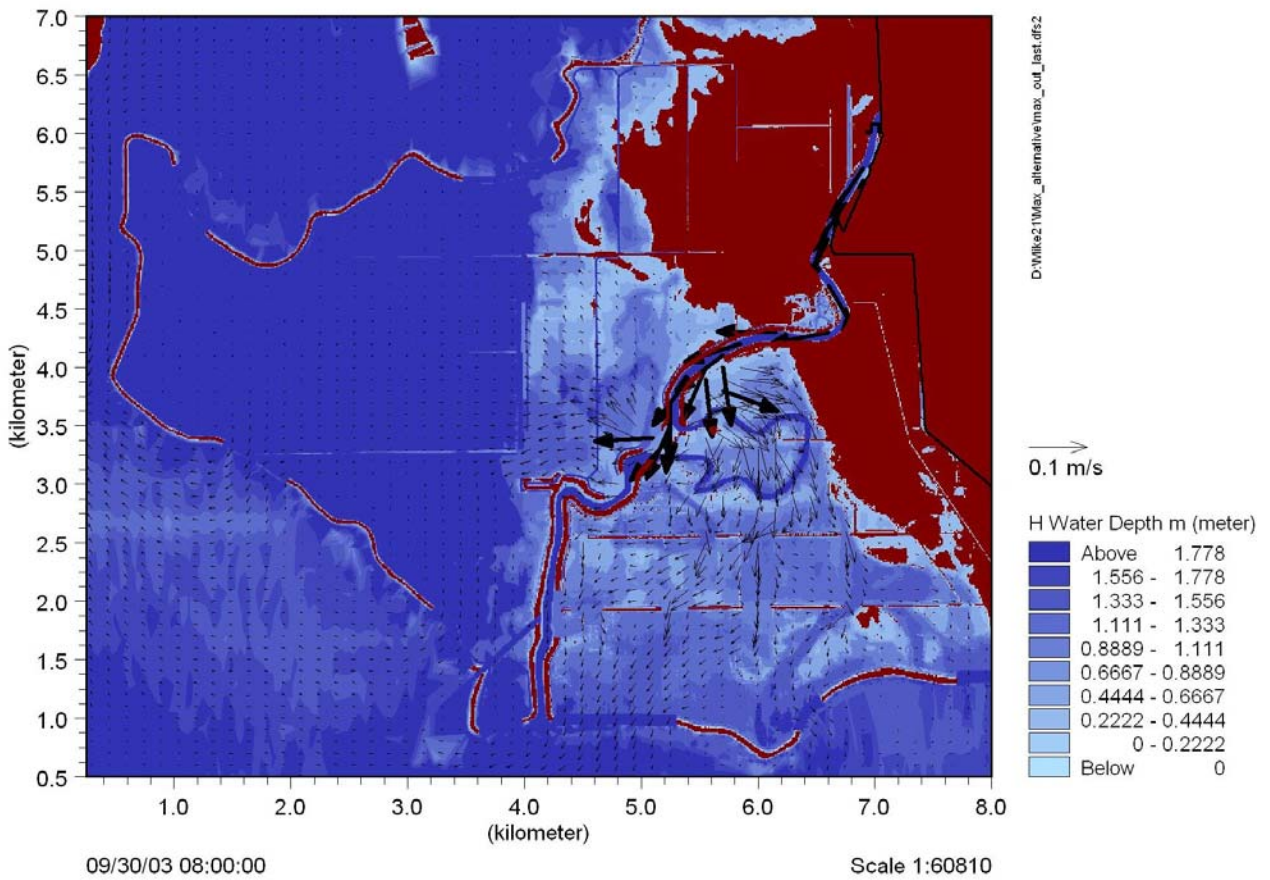 7.0
6.5
6.0
5.5
5.0
4.5
4.0
3.5
3.0
2.5
2.0
1.5
1.0
0.5
(kilometer)
1.0 2.0 3.0 4.0 5.0 6.0 7.0 8.0
(kilometer)
09/30/03 08:00:00
Scale 1:60810
D:\Mike21\Max_alternative\max_out_last.dfs2
0.1 m/s
H Water Depth m (meter)
Above 1.778
1.556 - 1.778
1.333 - 1.556
1.111 - 1.333
0.8889 - 1.111
0.6667 - 0.8889
0.4444 - 0.6667
0.2222 - 0.4444
0 - 0.2222
Below 0